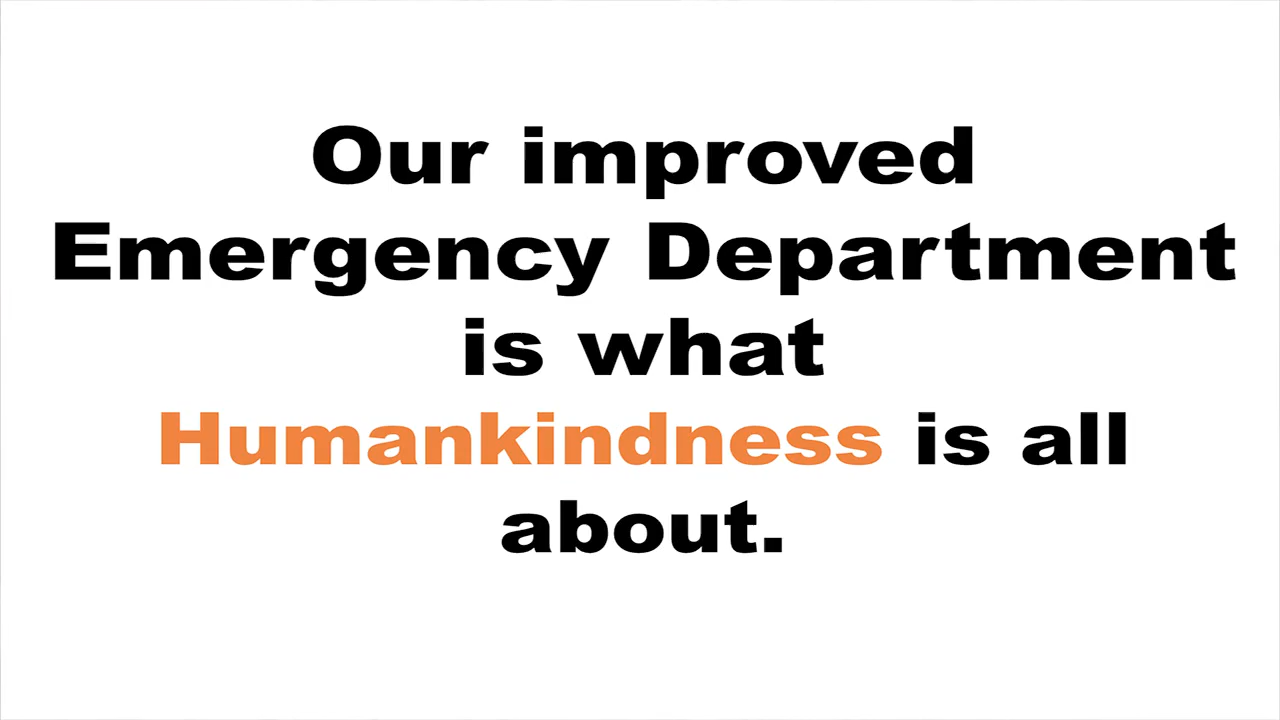 Our improved
Emergency Department
is what
Humankindness is all
about.